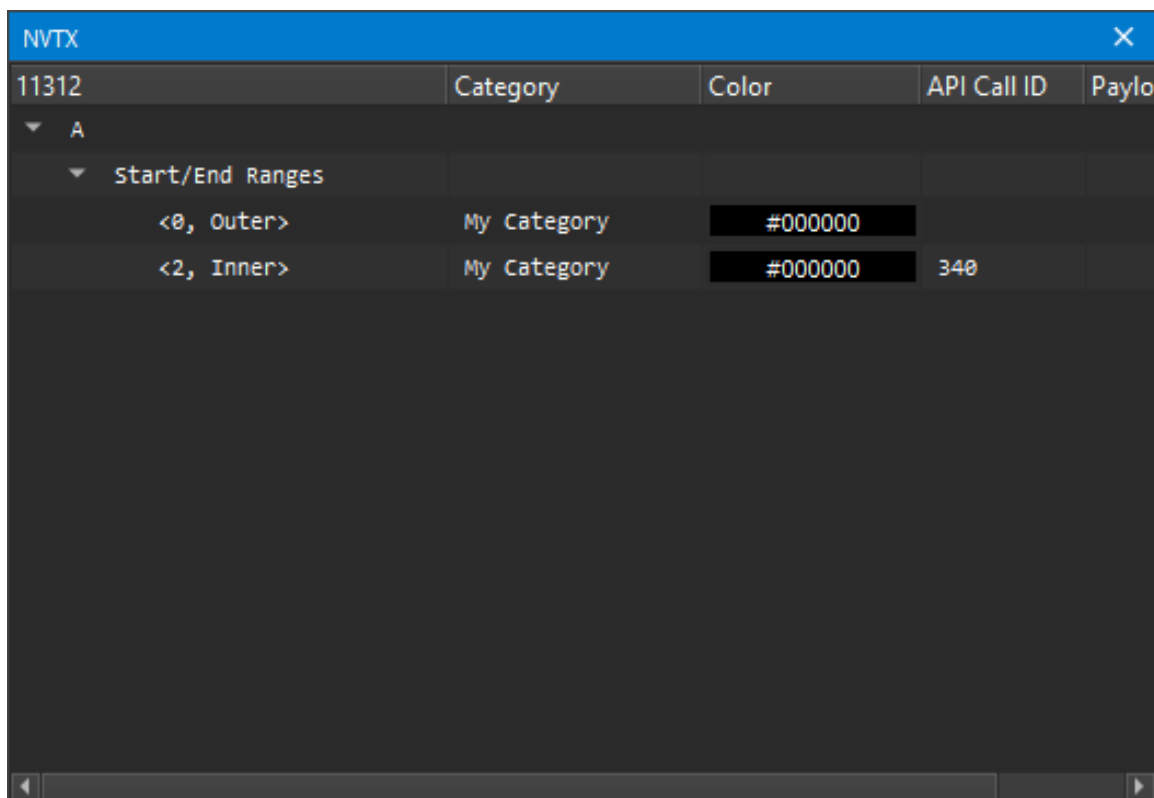 NVTX
11312 Category Color API Call ID Paylo
A
Start/End Ranges
<0, Outer> My Category #000000
<2, Inner> My Category #000000 340